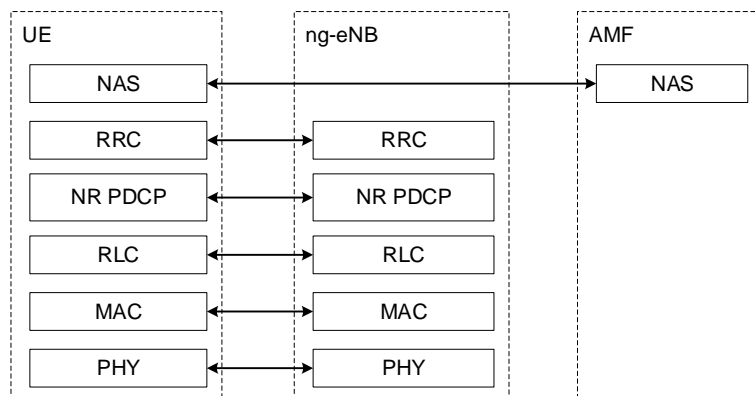 UE
ng-eNB
AMF
NAS
NAS
RRC
RRC
NR PDCP
NR PDCP
RLC
RLC
MAC
MAC
PHY
PHY